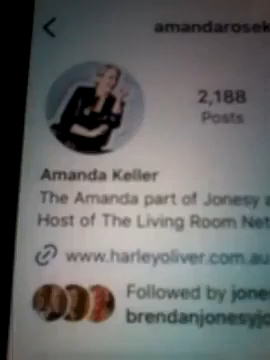 amandarosek
2,188
Posts
Amanda Keller
The Amanda part of Jonesy a
Host of The Living Room Net
www.harleyoliver.com.au
Followed by jone
brendanjonesyjo